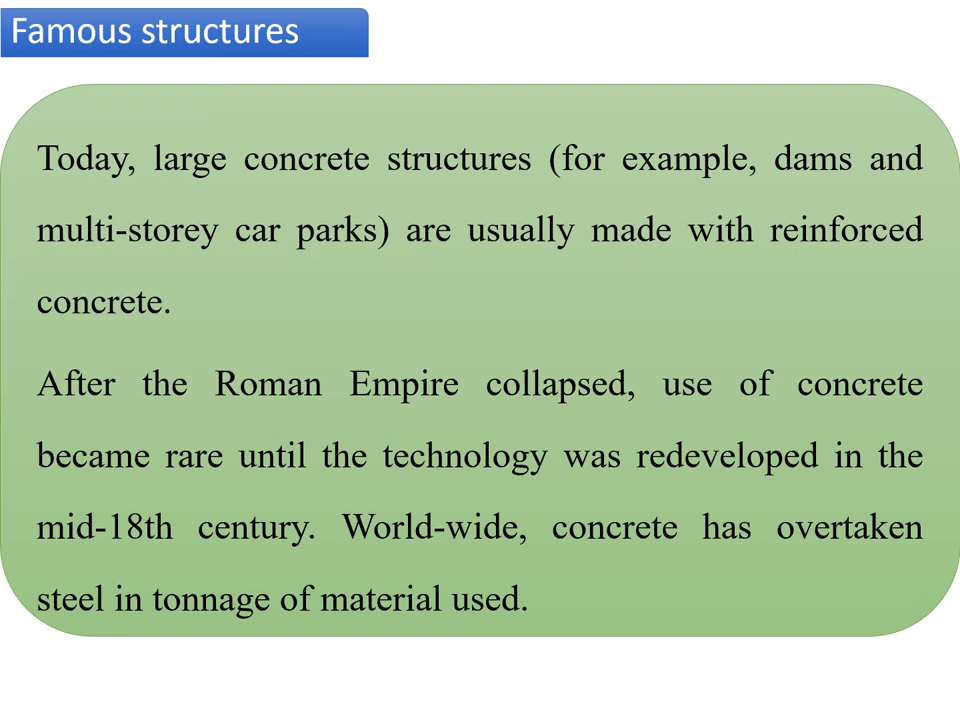 Famous structures
Today, large concrete structures (for example, dams and
multi-storey car parks) are usually made with reinforced
concrete.
After the Roman Empire collapsed, use of concrete
became rare until the technology was redeveloped in the
mid-18th century. World-wide, concrete has overtaken
steel in tonnage of material used.